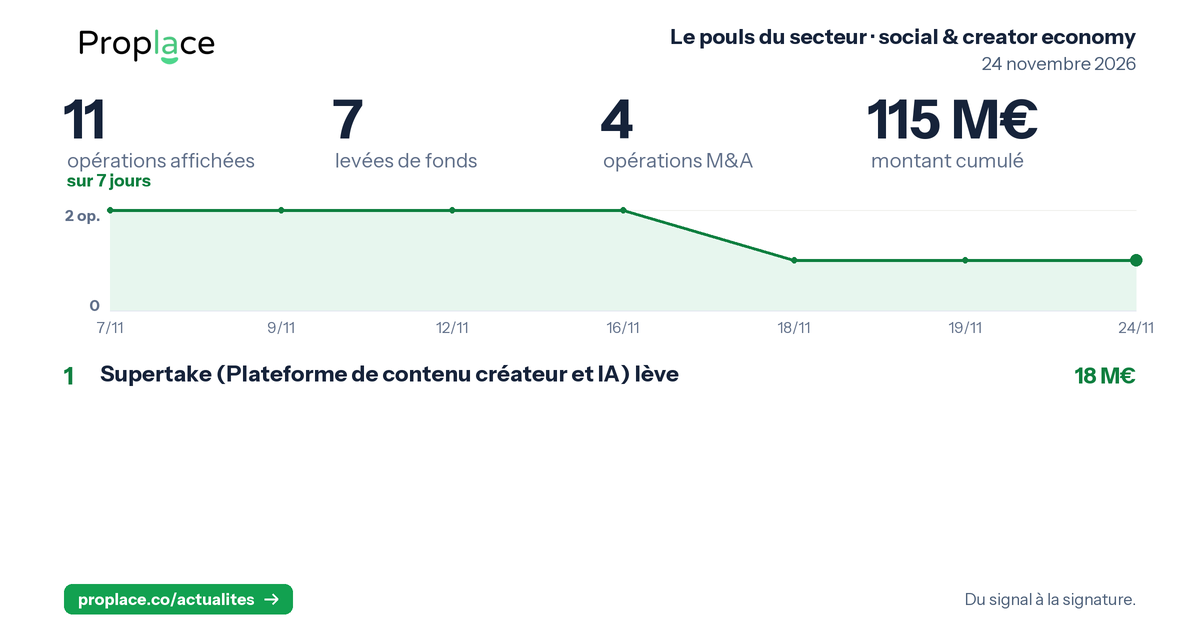 Proplace
Le pouls du secteur · social & creator economy
24 novembre 2026
11
opérations affichées
sur 7 jours
7
levées de fonds
4
opérations M&A
115 M€
montant cumulé
2 op.
0
7/11
9/11
12/11
16/11
18/11
19/11
24/11
1 Supertake (Plateforme de contenu créateur et IA) lève 18 M€
proplace.co/actualites →
Du signal à la signature.